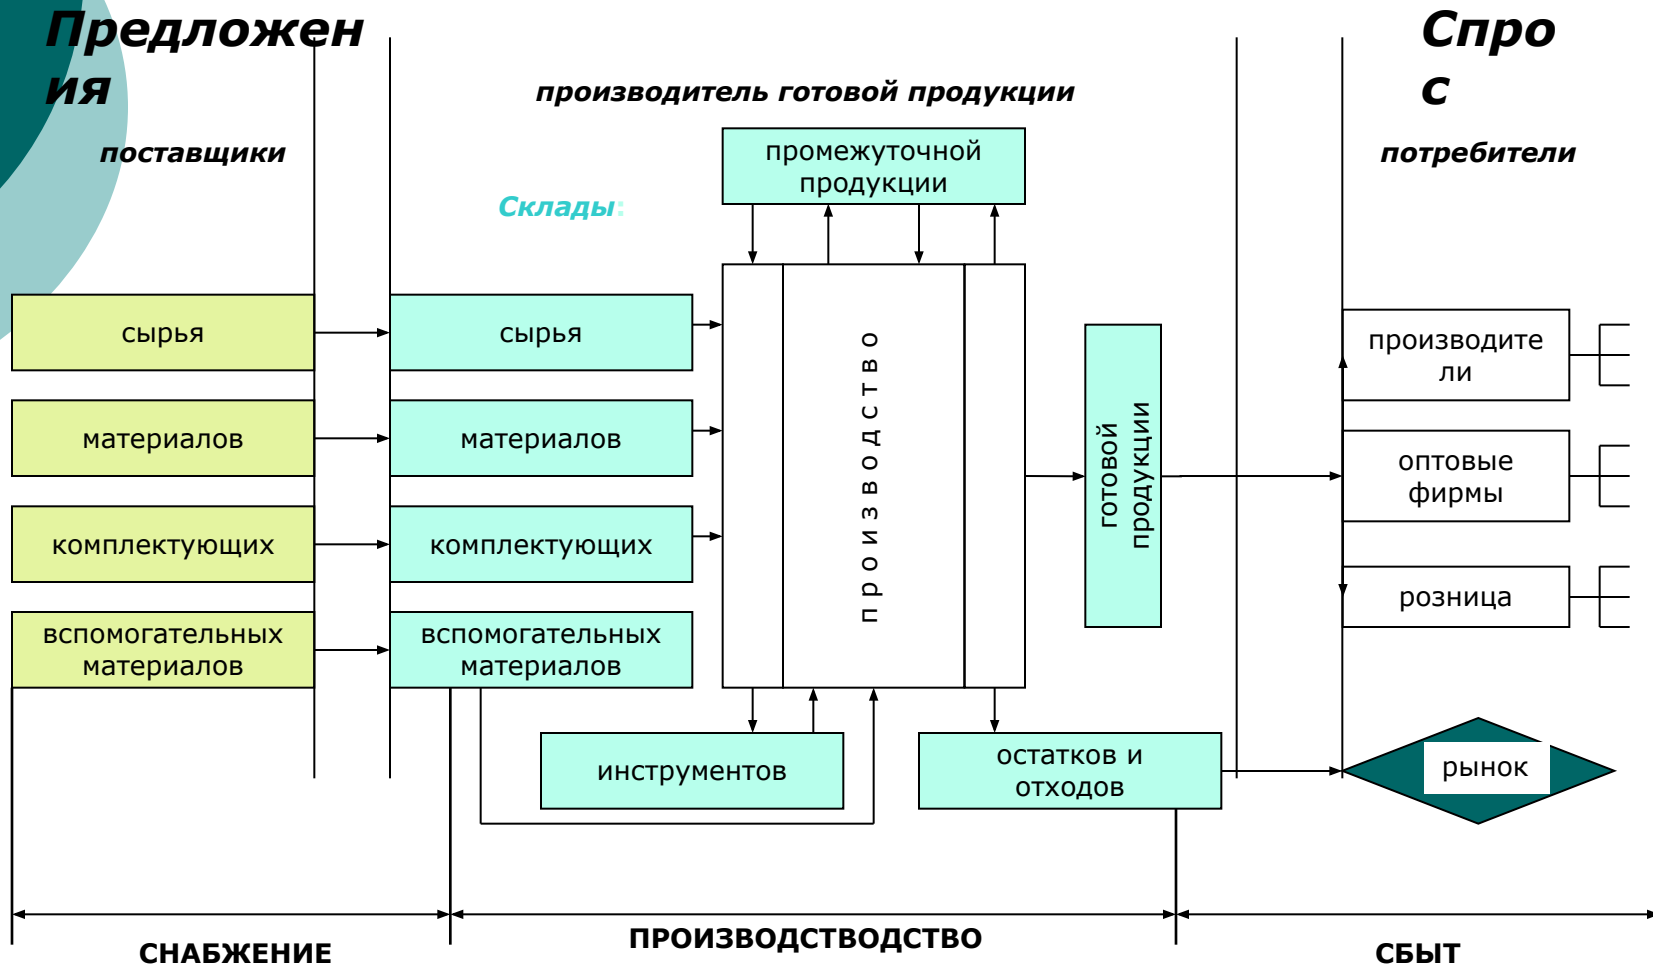 Предложен
ия
Спро
с
производитель готовой продукции
поставщики
потребители
промежуточной
продукции
Склады:
сырья
сырья
производите
ли
материалов
материалов
производство
готовой
продукции
оптовые
фирмы
комплектующих
комплектующих
розница
вспомогательных
материалов
вспомогательных
материалов
инструментов
остатков и
отходов
рынок
СНАБЖЕНИЕ
ПРОИЗВОДСТВОДСТВО
СБЫТ